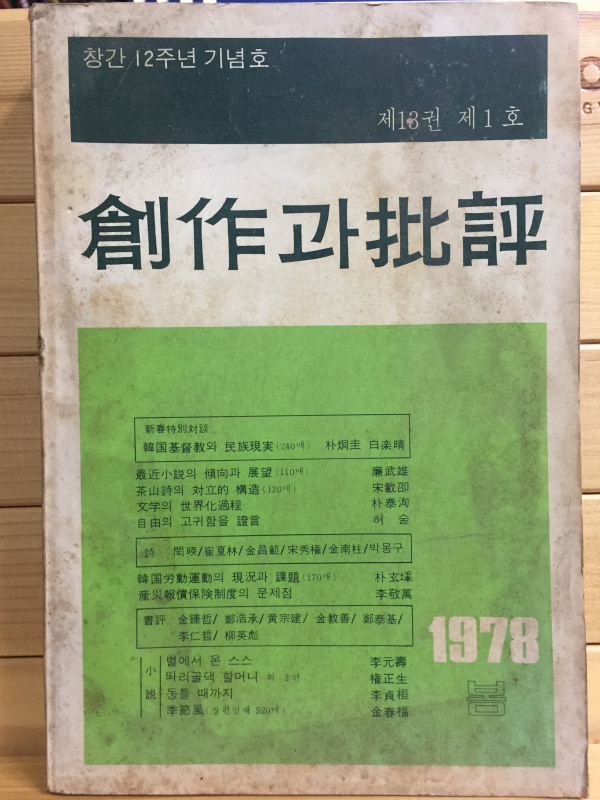 창간 12주년 기념호
제13권 제1호
創作과批評
新春特別対談
韓国基督教와 民族現実(240매) 朴炯圭 白楽晴
最近小説의 傾向과 展望(110매) 廉武雄
茶山詩의 対立的 構造(120매) 宋載卲
文学의 世界化過程 朴泰洵
自由의 고귀함을 證言 허술
詩 閔暎/崔夏林/金昌範/宋秀權/金南柱/박몽구
韓国労動運動의 現況과 課題(170매) 朴玄埰
産災報償保険制度의 문제점 李敬萬
書評 金鍾哲/鄭浩承/黄宗建/金教善/鄭泰基/
李仁哲/柳英彪
小説
별에서 온 스스 李元壽
똬리골댁 할머니 외 2편 権正生
동틀 때까지 李貞桓
季節風(장편연재 520매) 金春福
1978
봄